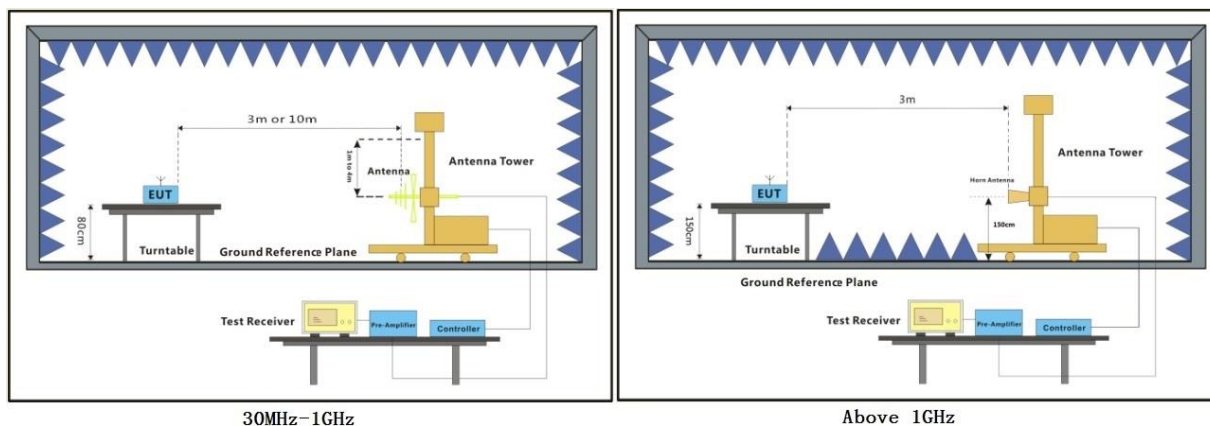 3m or 10m
1m to 4m
Antenna
Antenna Tower
EUT
80cm
Turntable
Ground Reference Plane
Test Receiver
Pre-Amplifier
Controller
30MHz-1GHz
3m
Antenna Tower
Horn Antenna
EUT
150cm
150cm
Turntable
Ground Reference Plane
Test Receiver
Pre-Amplifier
Controller
Above 1GHz